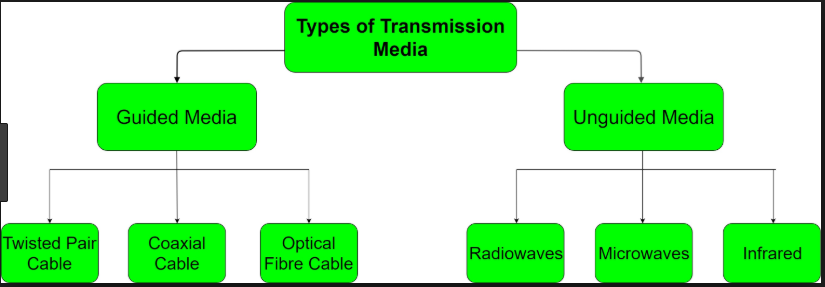 Types of Transmission
Media
Guided Media
Unguided Media
Twisted Pair
Cable
Coaxial
Cable
Optical
Fibre Cable
Radiowaves
Microwaves
Infrared